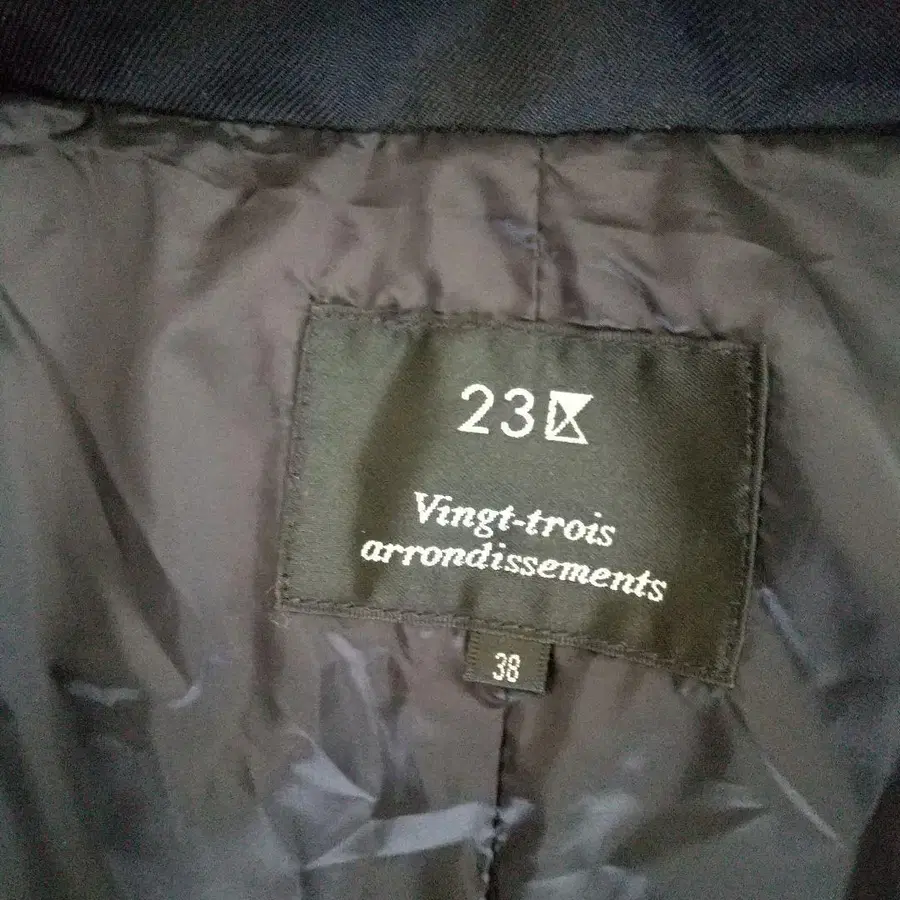 23区
Vingt-trois
arrondissements
38